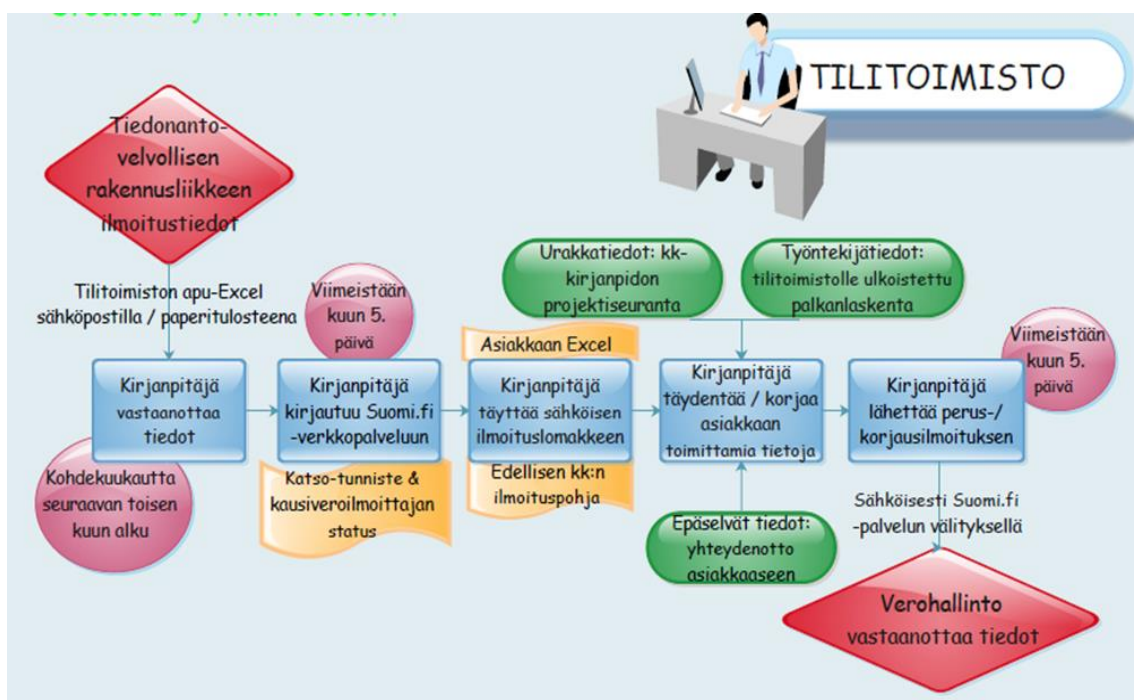 TILITOIMISTO
Tiedonanto-
velvollisen
rakennusliikkeen
ilmoitustiedot
Tilitoimiston apu-Excel
sähköpostilla / paperitulosteena
Viimeistään
kuun 5.
päivä
Urakkatiedot: kk-
kirjanpidon
projektiseuranta
Työntekijätiedot:
tilitoimistolle ulkoistettu
palkanlaskenta
Viimeistään
kuun 5.
päivä
Kirjanpitäjä
vastaanottaa
tiedot
Kirjanpitäjä
kirjautuu Suomi.fi
-verkkopalveluun
Asiakkaan Excel
Kirjanpitäjä
täyttää sähköisen
ilmoituslomakkeen
Kirjanpitäjä
täydentää / korjaa
asiakkaan
toimittamia tietoja
Kirjanpitäjä
lähettää perus-/
korjausilmoituksen
Kohdekuukautta
seuraavan toisen
kuun alku
Katso-tunniste &
kausiveroilmoittajan
status
Edellisen kk:n
ilmoituspohja
Epäselvät tiedot:
yhteydenotto
asiakkaaseen
Sähköisesti Suomi.fi
-palvelun välityksellä
Verohallinto
vastaanottaa tiedot